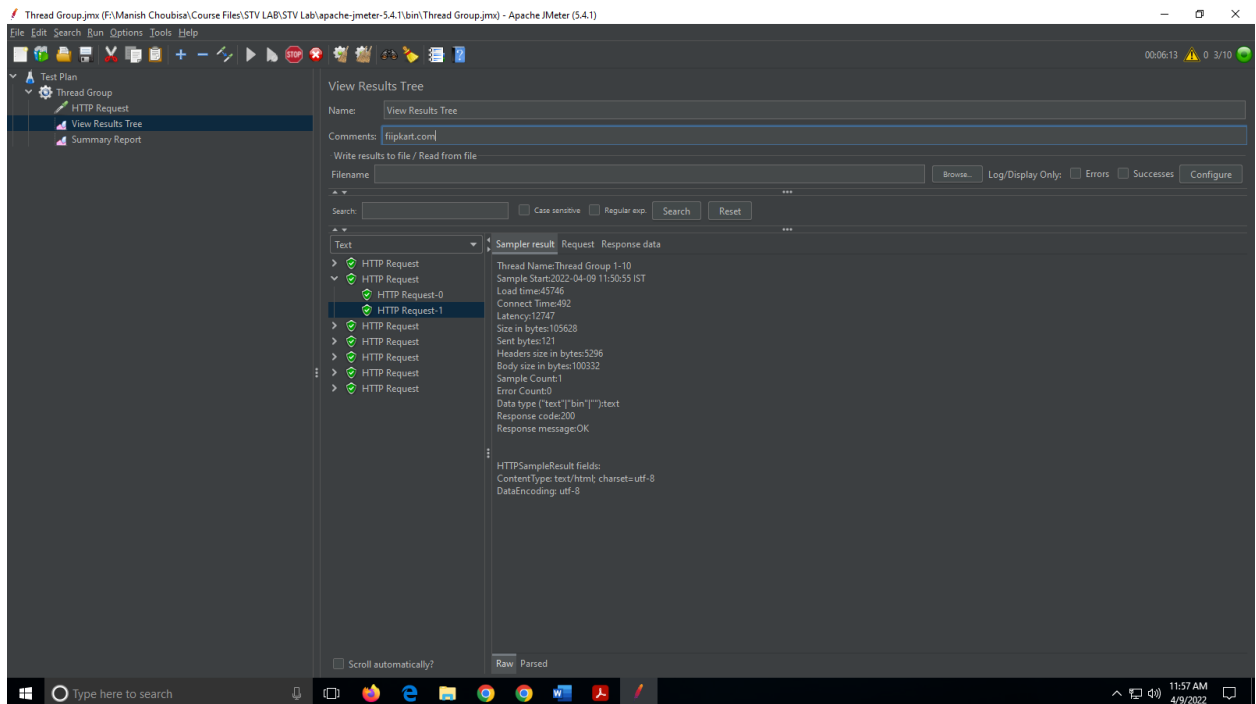 Thread Group.jmx (F:\Manish Choubisa\Course Files\STV LAB\STV Lab\apache-jmeter-5.4.1\bin\Thread Group.jmx) - Apache JMeter (5.4.1)
File Edit Search Run Options Tools Help
STOP ? 00:06:13 0 3/10
Test Plan
Thread Group
HTTP Request
View Results Tree
Summary Report
View Results Tree
Name: View Results Tree
Comments: fiipkart.com
Write results to file / Read from file
Filename Browse... Log/Display Only: Errors Successes Configure
Search: Case sensitive Regular exp. Search Reset
Text
HTTP Request
HTTP Request
HTTP Request-0
HTTP Request-1
HTTP Request
HTTP Request
HTTP Request
HTTP Request
HTTP Request
Scroll automatically?
Sampler result Request Response data
Thread Name:Thread Group 1-10
Sample Start:2022-04-09 11:50:55 IST
Load time:45746
Connect Time:492
Latency:12747
Size in bytes:105628
Sent bytes:121
Headers size in bytes:5296
Body size in bytes:100332
Sample Count:1
Error Count:0
Data type ("text"|"bin"|""):text
Response code:200
Response message:OK
HTTPSampleResult fields:
ContentType: text/html; charset=utf-8
DataEncoding: utf-8
Raw Parsed
Type here to search
11:57 AM
4/9/2022